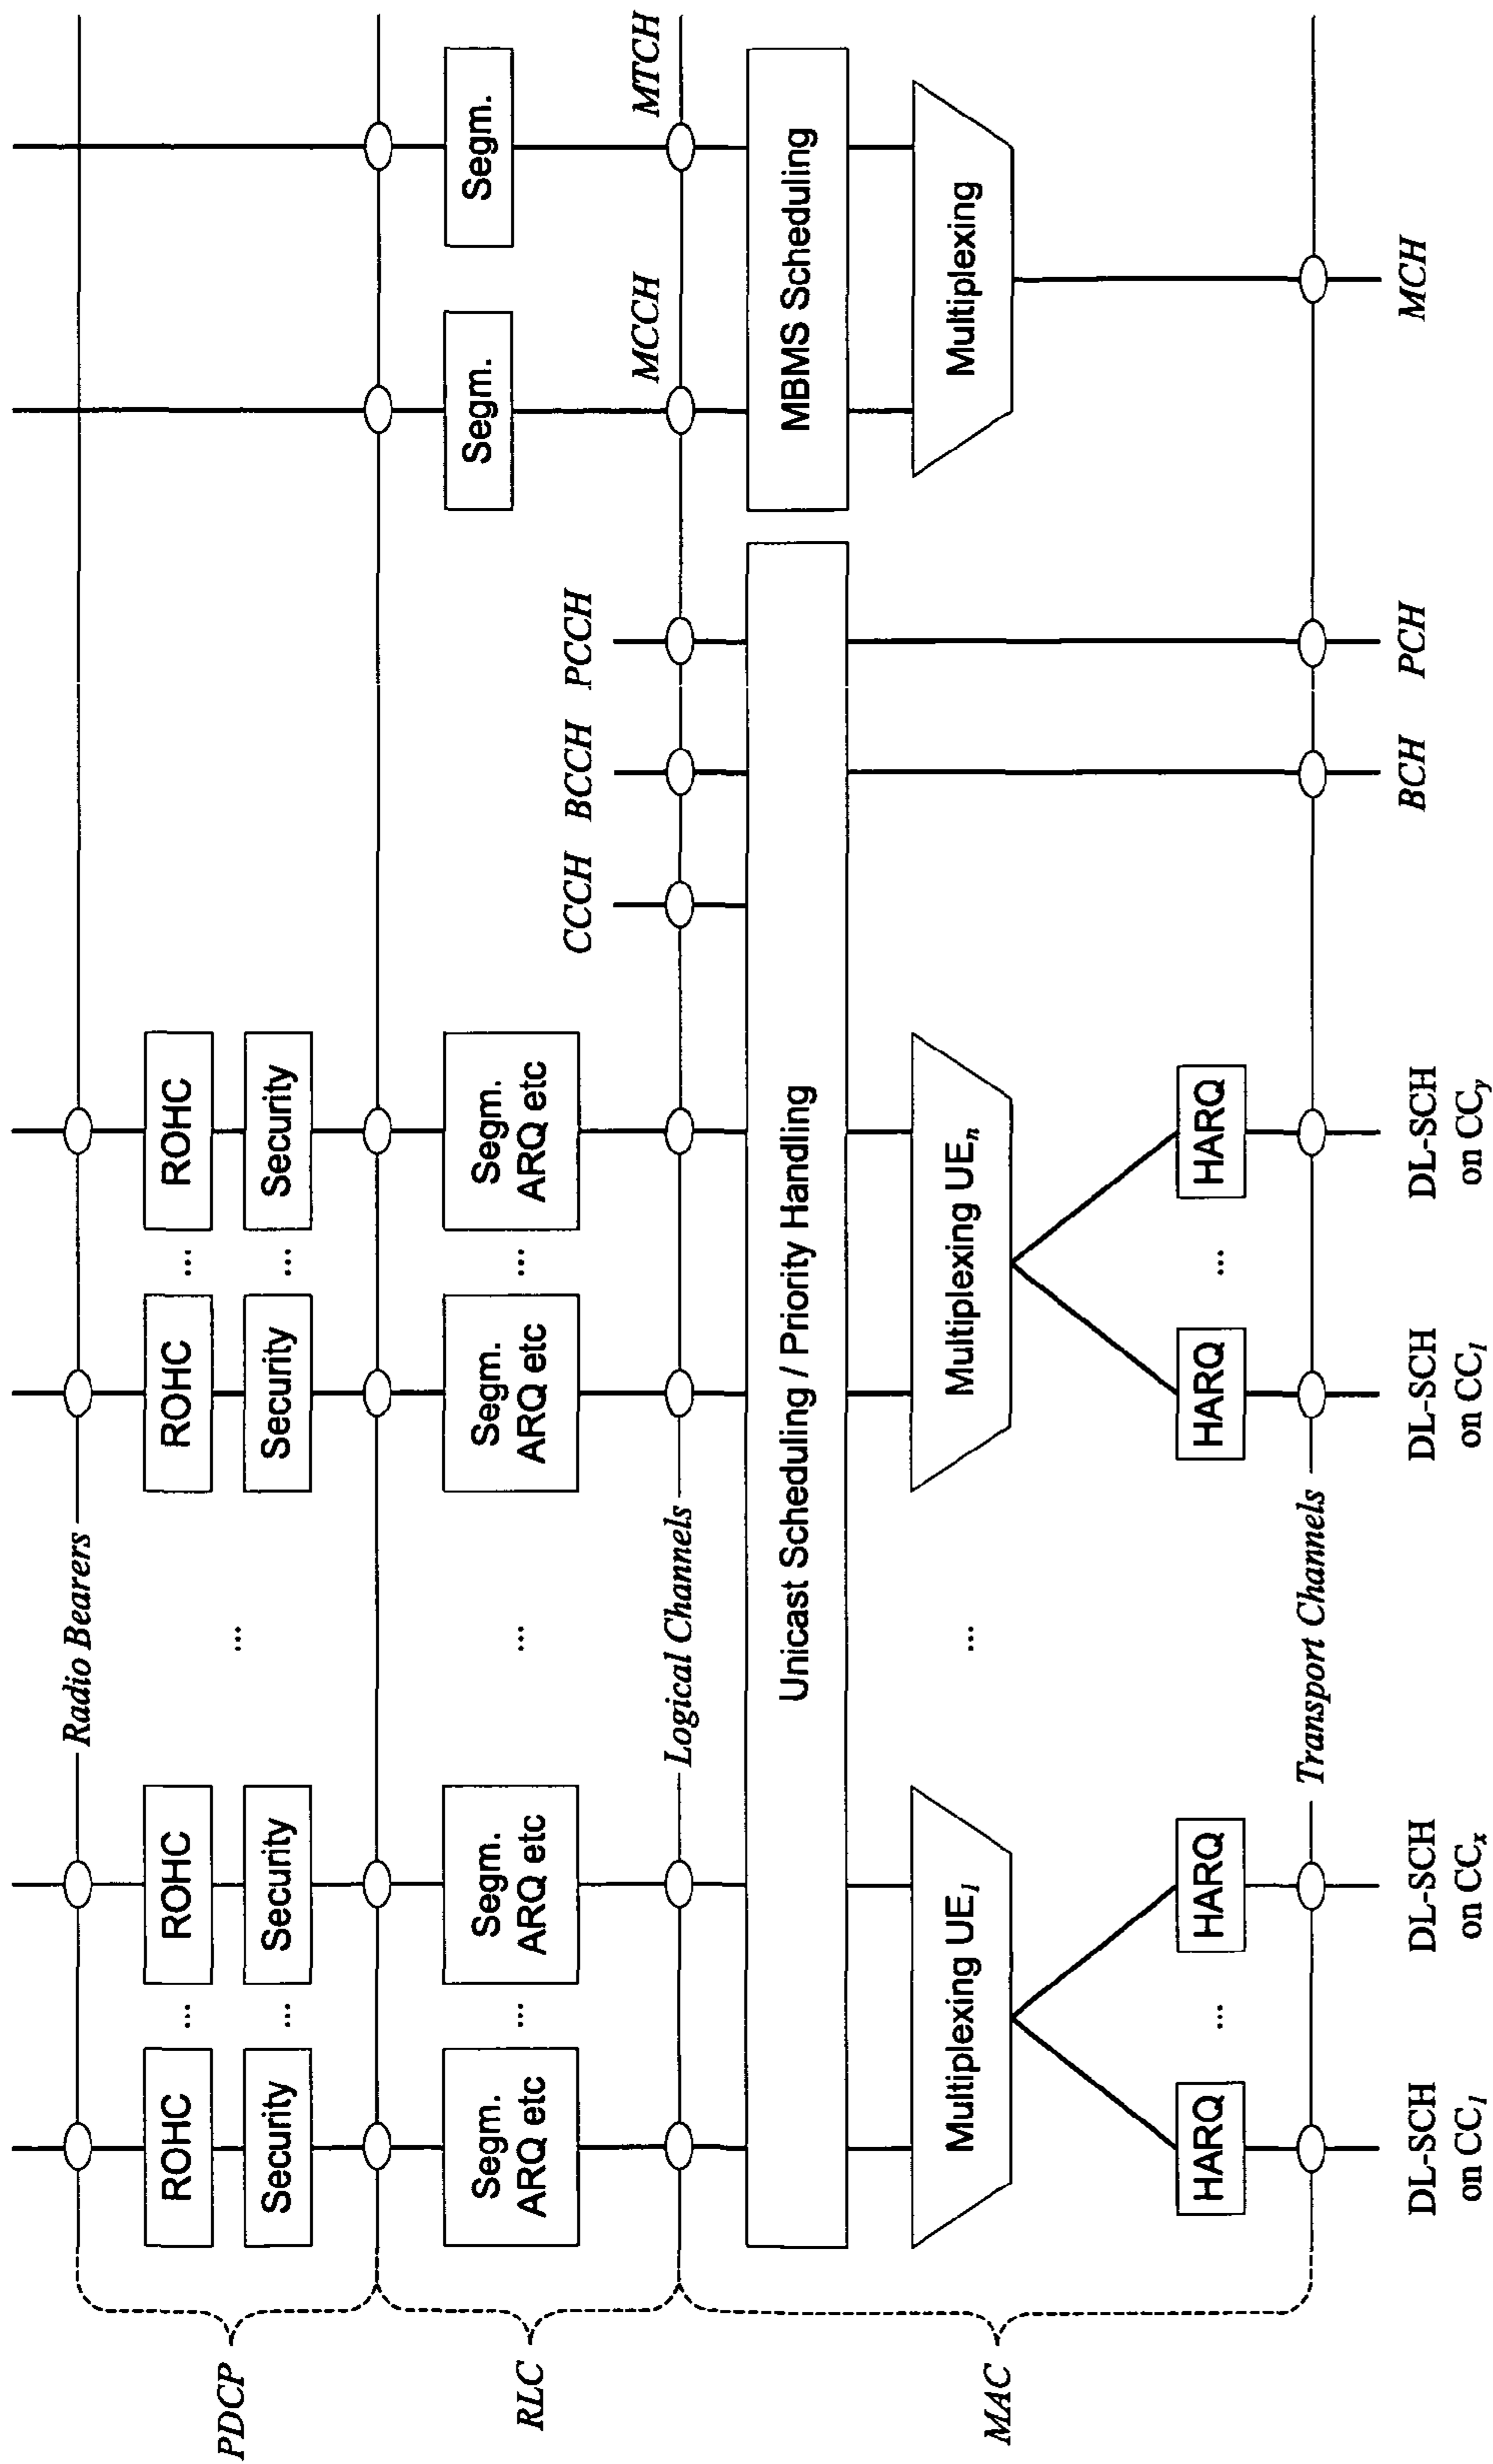 Radio Bearers
ROHC ... ROHC ROHC ... ROHC
PDCP ...
Security ... Security Security ... Security
Segm. Segm. Segm. Segm. Segm. Segm.
RLC ... ... ...
ARQ etc ARQ etc ARQ etc ARQ etc
CCCH BCCH PCCH MCCH MTCH
Logical Channels
Unicast Scheduling / Priority Handling MBMS Scheduling
Multiplexing UE₁ ... Multiplexing UEₙ Multiplexing
MAC
HARQ ... HARQ HARQ ... HARQ
Transport Channels
DL-SCH DL-SCH DL-SCH DL-SCH BCH PCH MCH
on CC₁ on CCₓ on CC₁ on CCy